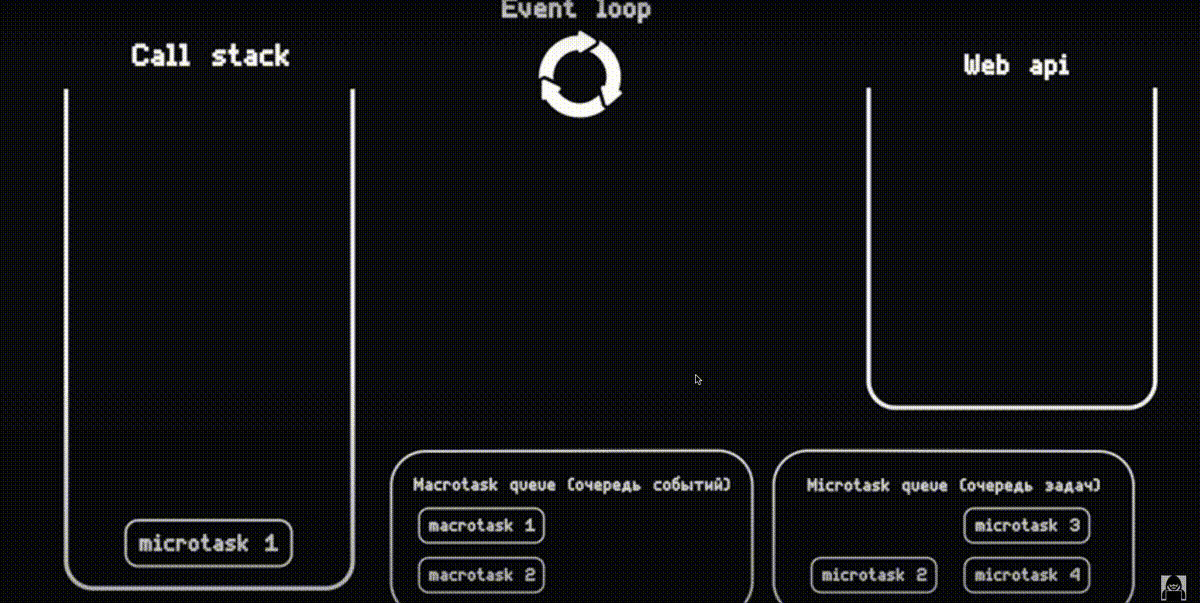 Event loop
Call stack
Web api
Macrotask queue (очередь событий)
Microtask queue (очередь задач)
macrotask 1
microtask 3
microtask 1
macrotask 2
microtask 2
microtask 4